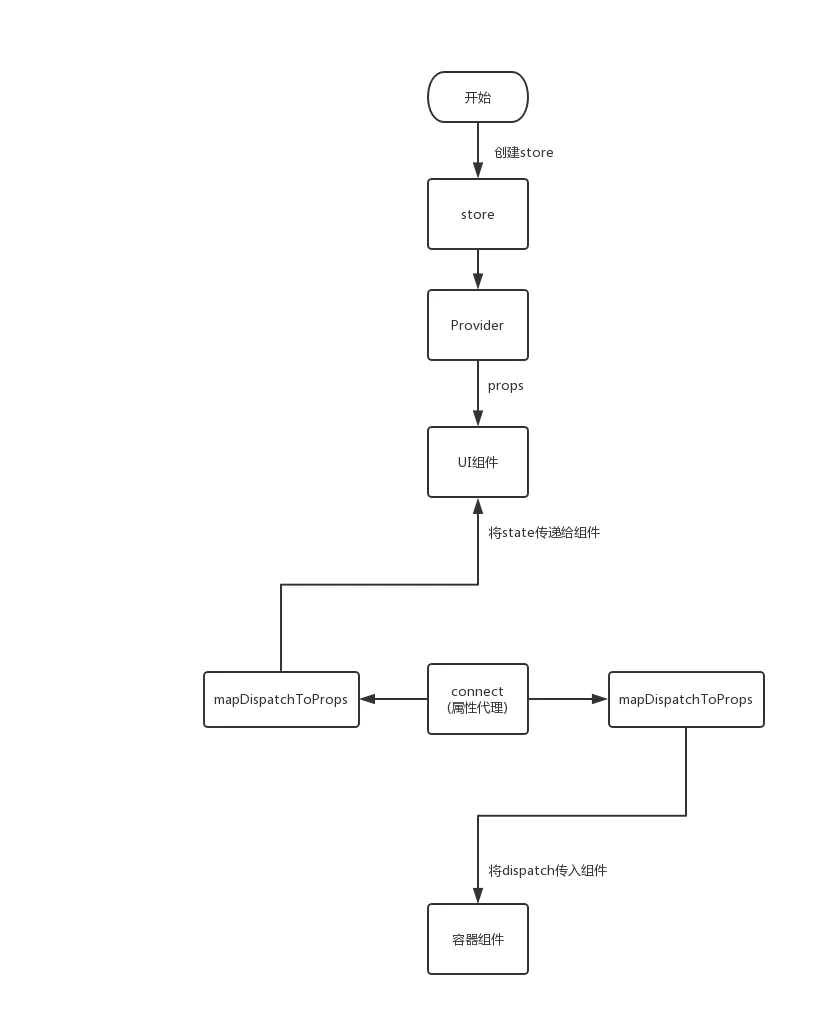 开始
创建store
store
Provider
props
UI组件
将state传递给组件
mapDispatchToProps
connect
(属性代理)
mapDispatchToProps
将dispatch传入组件
容器组件